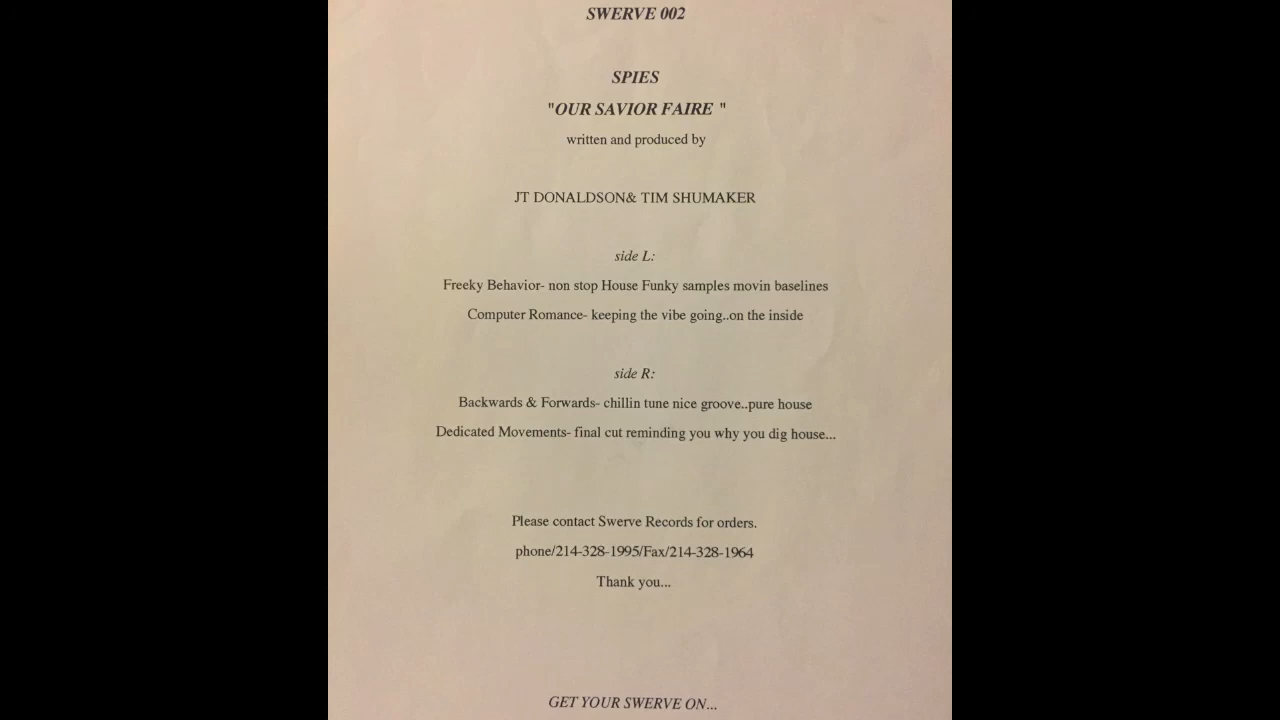 SWERVE 002
SPIES
"OUR SAVIOR FAIRE "
written and produced by
JT DONALDSON& TIM SHUMAKER
side L:
Freeky Behavior- non stop House Funky samples movin baselines
Computer Romance- keeping the vibe going..on the inside
side R:
Backwards & Forwards- chillin tune nice groove..pure house
Dedicated Movements- final cut reminding you why you dig house...
Please contact Swerve Records for orders.
phone/214-328-1995/Fax/214-328-1964
Thank you...
GET YOUR SWERVE ON...